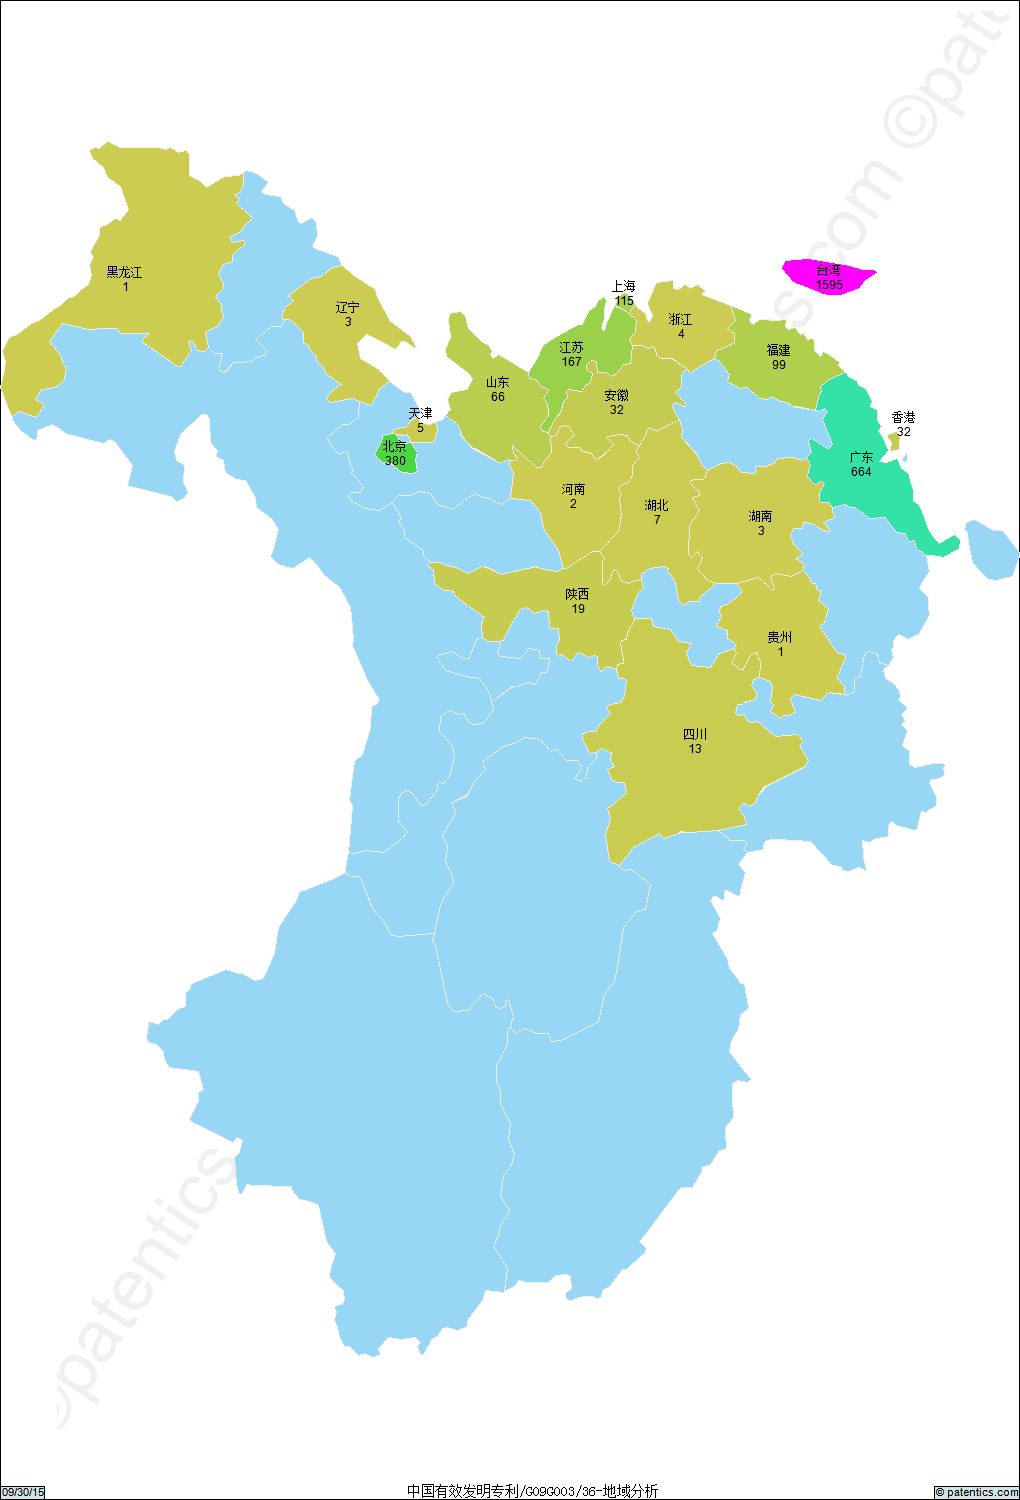 ©patentics.com ©pate
黑龙江
1
辽宁
3
上海
115
浙江
4
台湾
1595
江苏
167
福建
99
山东
66
安徽
32
天津
5
香港
32
北京
380
广东
664
河南
2
湖北
7
湖南
3
陕西
19
贵州
1
四川
13
09/30/15
中国有效发明专利/G09G003/36-地域分析
© patentics.com